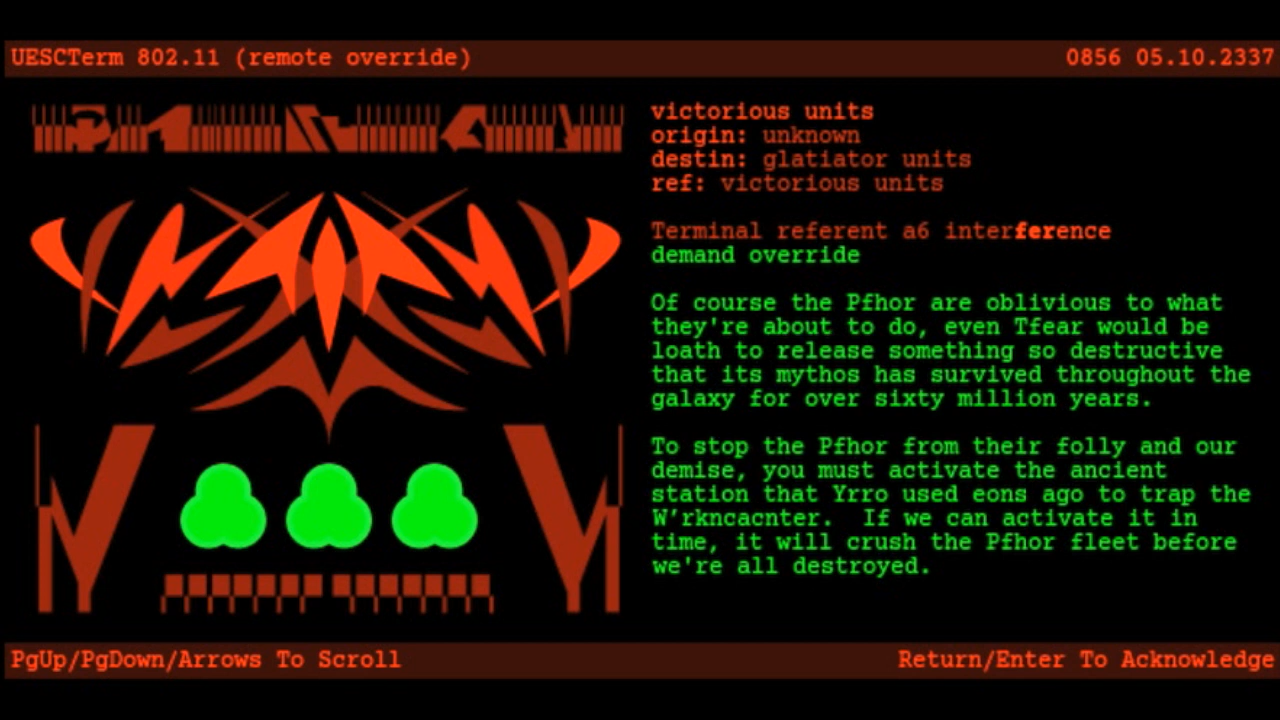 UESCTerm 802.11 (remote override)
0856 05.10.2337
victorious units
origin: unknown
destin: glatiator units
ref: victorious units
Terminal referent a6 interference
demand override
Of course the Pfhor are oblivious to what
they're about to do, even Tfear would be
loath to release something so destructive
that its mythos has survived throughout the
galaxy for over sixty million years.
To stop the Pfhor from their folly and our
demise, you must activate the ancient
station that Yrro used eons ago to trap the
W’rkncacnter.  If we can activate it in
time, it will crush the Pfhor fleet before
we're all destroyed.
PgUp/PgDown/Arrows To Scroll
Return/Enter To Acknowledge